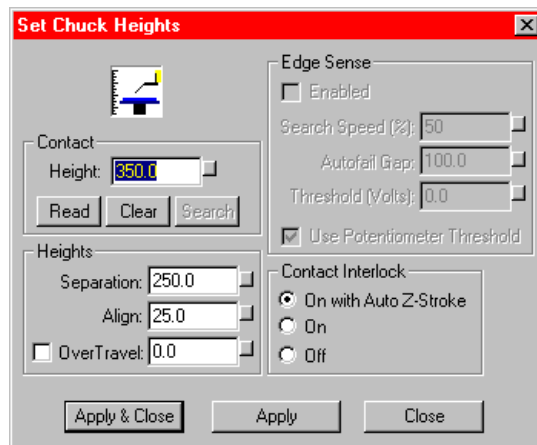 Set Chuck Heights
Contact
Height: 350.0
Read Clear Search
Heights
Separation: 250.0
Align: 25.0
OverTravel: 0.0
Edge Sense
Enabled
Search Speed (%): 50
Autofail Gap: 100.0
Threshold (Volts): 0.0
Use Potentiometer Threshold
Contact Interlock
On with Auto Z-Stroke
On
Off
Apply & Close Apply Close